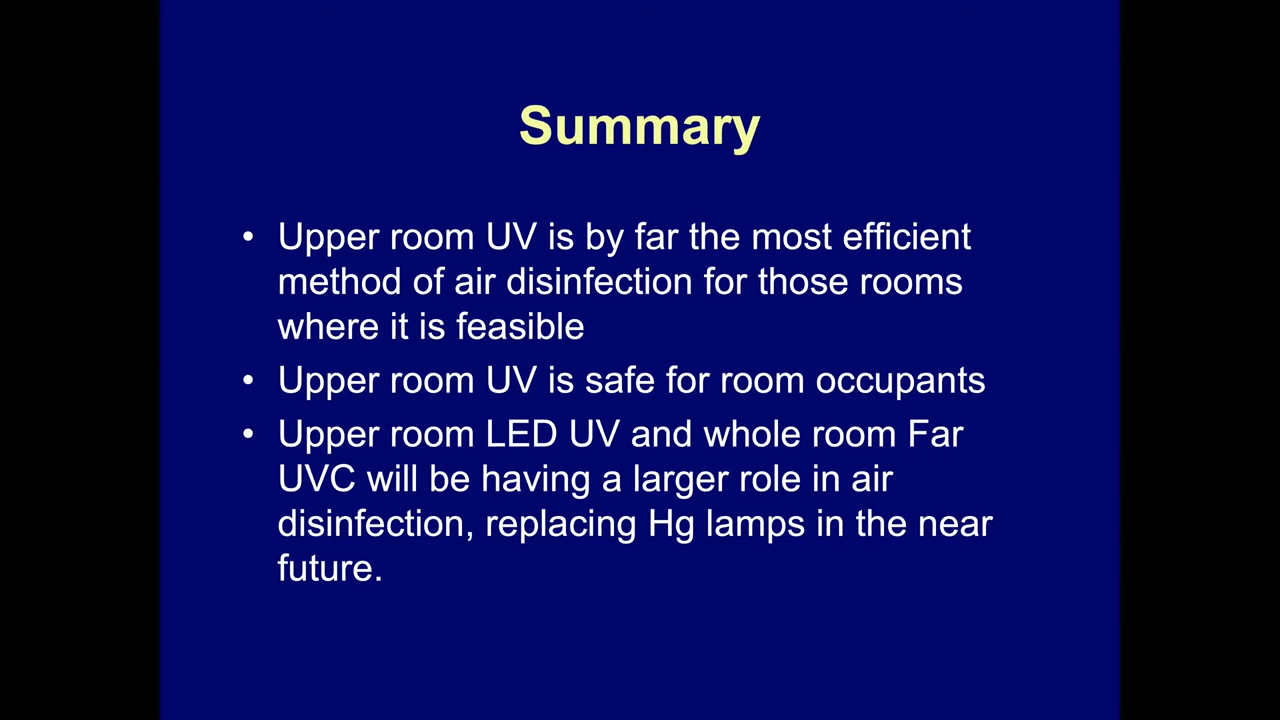 Summary
• Upper room UV is by far the most efficient
method of air disinfection for those rooms
where it is feasible
• Upper room UV is safe for room occupants
• Upper room LED UV and whole room Far
UVC will be having a larger role in air
disinfection, replacing Hg lamps in the near
future.